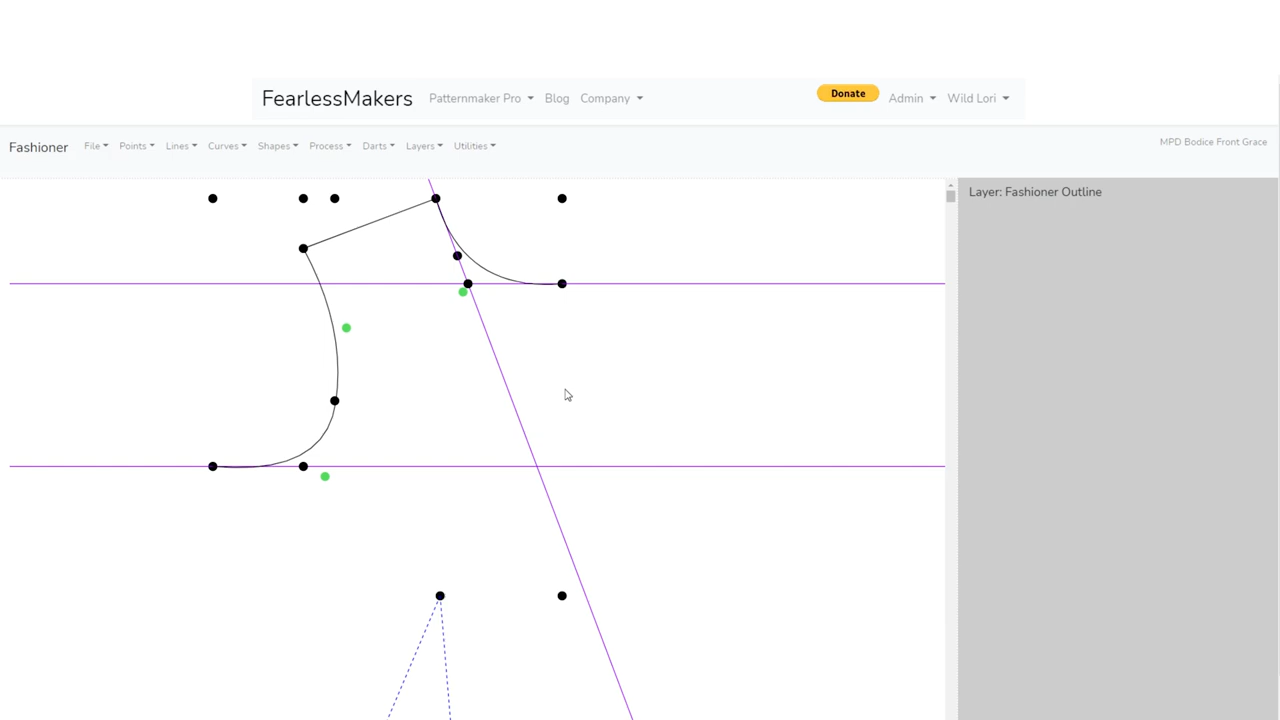 FearlessMakers Patternmaker Pro Blog Company Donate Admin Wild Lori
Fashioner File Points Lines Curves Shapes Process Darts Layers Utilities MPD Bodice Front Grace
Layer: Fashioner Outline